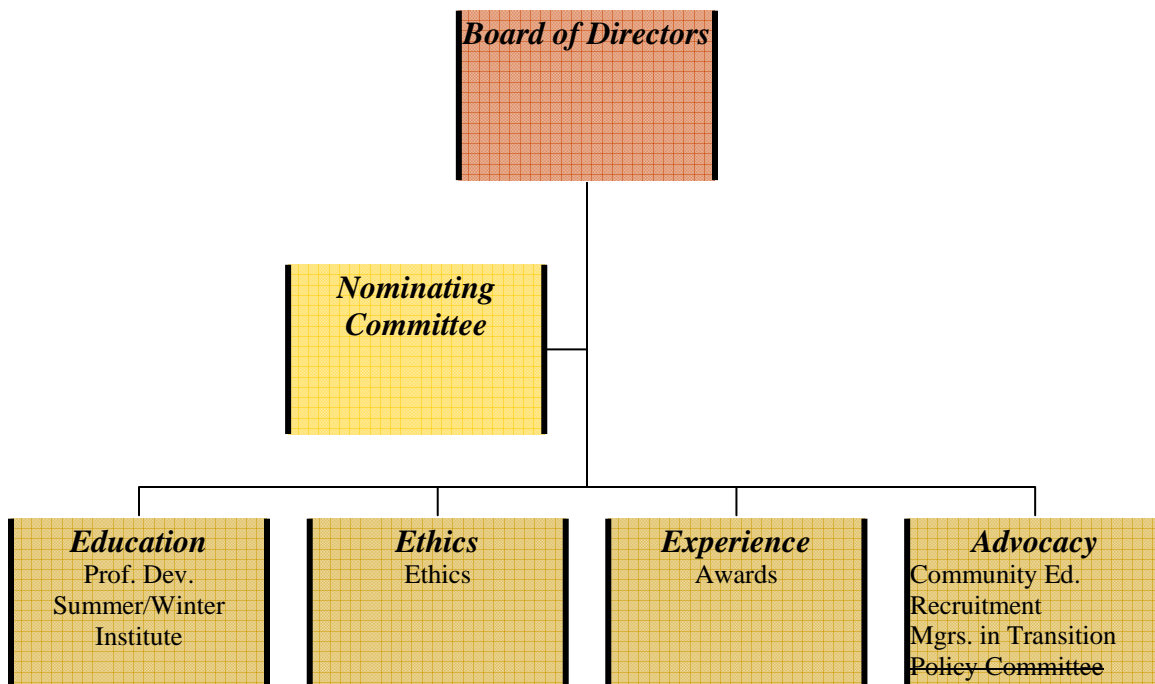 Board of Directors
Nominating
Committee
Education
Prof. Dev.
Summer/Winter
Institute
Ethics
Ethics
Experience
Awards
Advocacy
Community Ed.
Recruitment
Mgrs. in Transition
Policy Committee